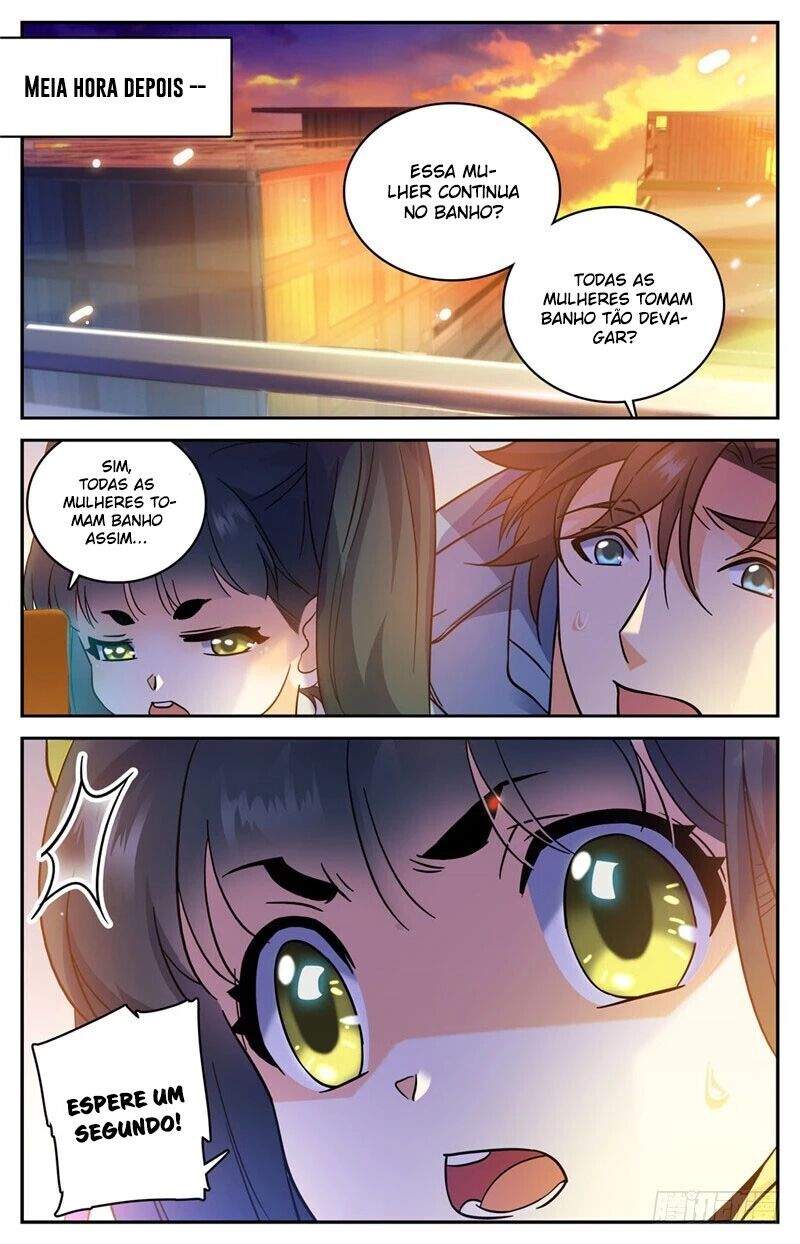 MEIA HORA DEPOIS --
ESSA MU-
LHER CONTINUA
NO BANHO?
TODAS AS
MULHERES TOMAM
BANHO TÃO DEVA-
GAR?
SIM,
TODAS AS
MULHERES TO-
MAM BANHO
ASSIM...
ESPERE UM
SEGUNDO!